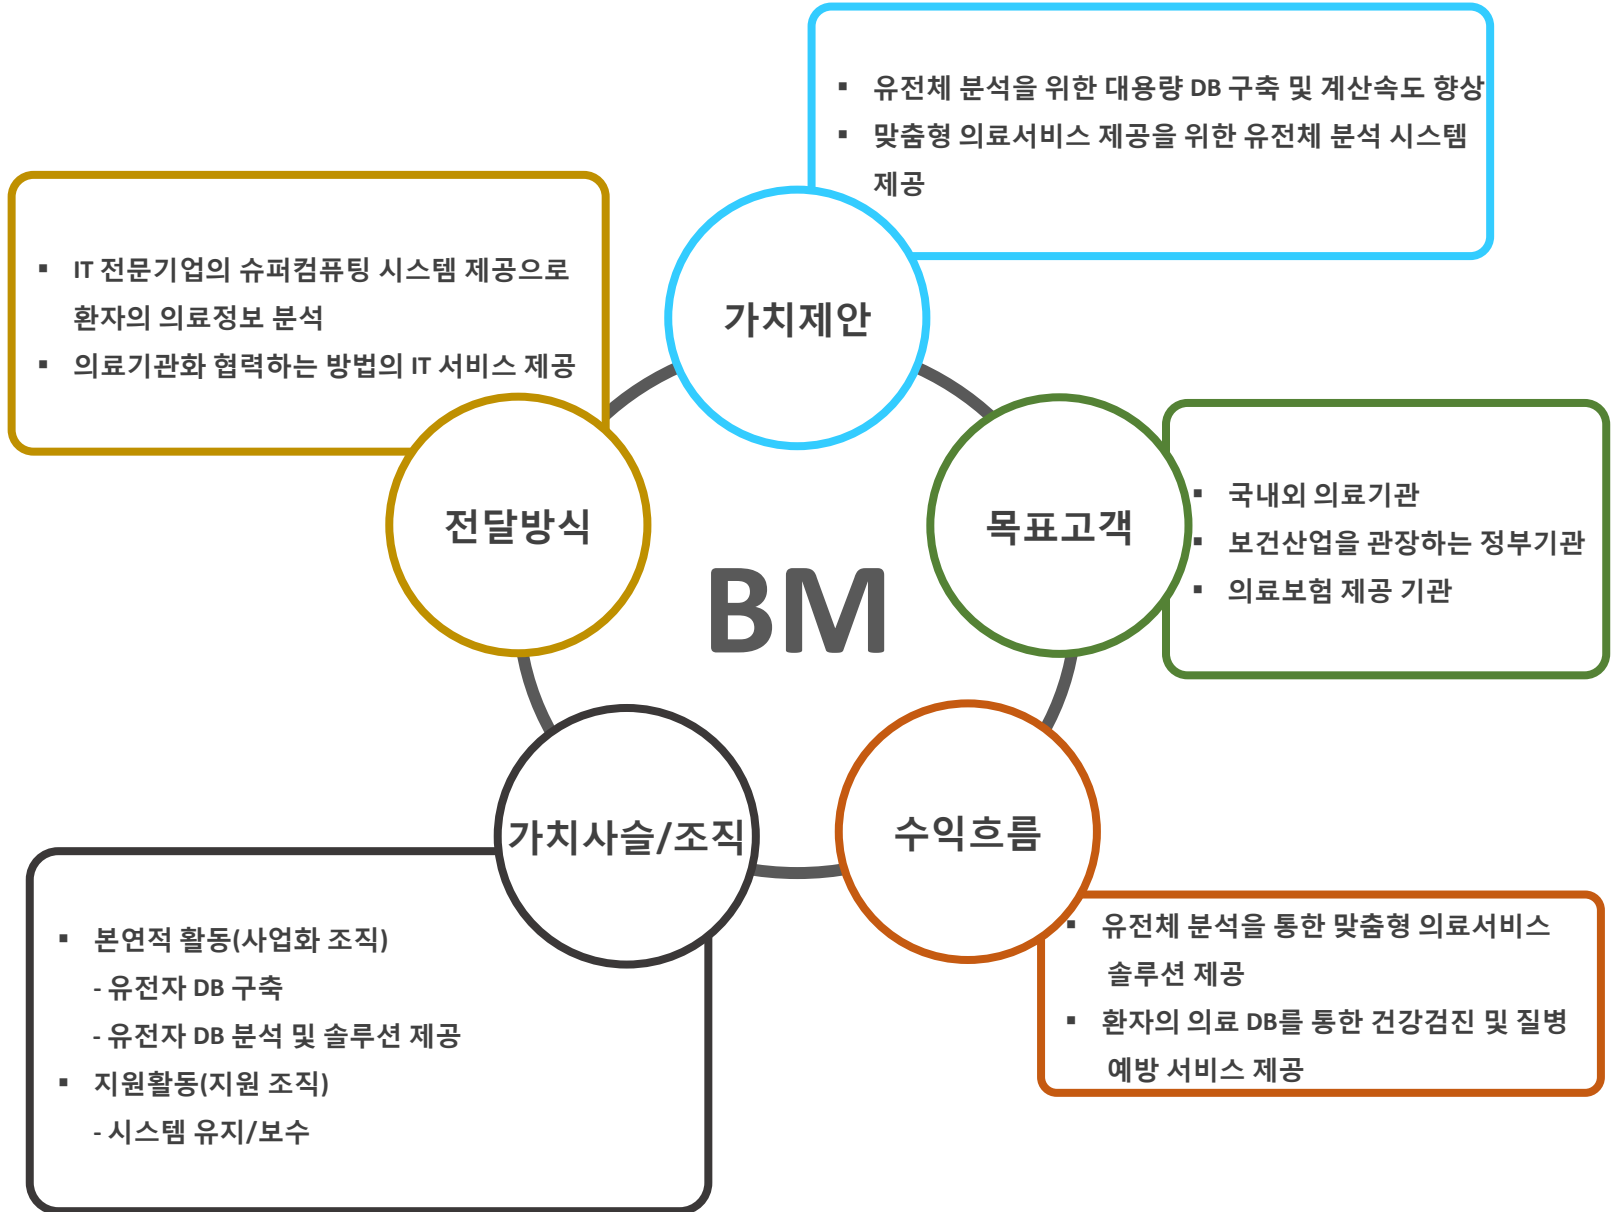 ▪ 유전체 분석을 위한 대용량 DB 구축 및 계산속도 향상
▪ 맞춤형 의료서비스 제공을 위한 유전체 분석 시스템
제공
가치제안
▪ IT 전문기업의 슈퍼컴퓨팅 시스템 제공으로
환자의 의료정보 분석
▪ 의료기관화 협력하는 방법의 IT 서비스 제공
전달방식
목표고객
▪ 국내외 의료기관
▪ 보건산업을 관장하는 정부기관
▪ 의료보험 제공 기관
BM
가치사슬/조직
▪ 본연적 활동(사업화 조직)
- 유전자 DB 구축
- 유전자 DB 분석 및 솔루션 제공
▪ 지원활동(지원 조직)
- 시스템 유지/보수
수익흐름
▪ 유전체 분석을 통한 맞춤형 의료서비스
솔루션 제공
▪ 환자의 의료 DB를 통한 건강검진 및 질병
예방 서비스 제공